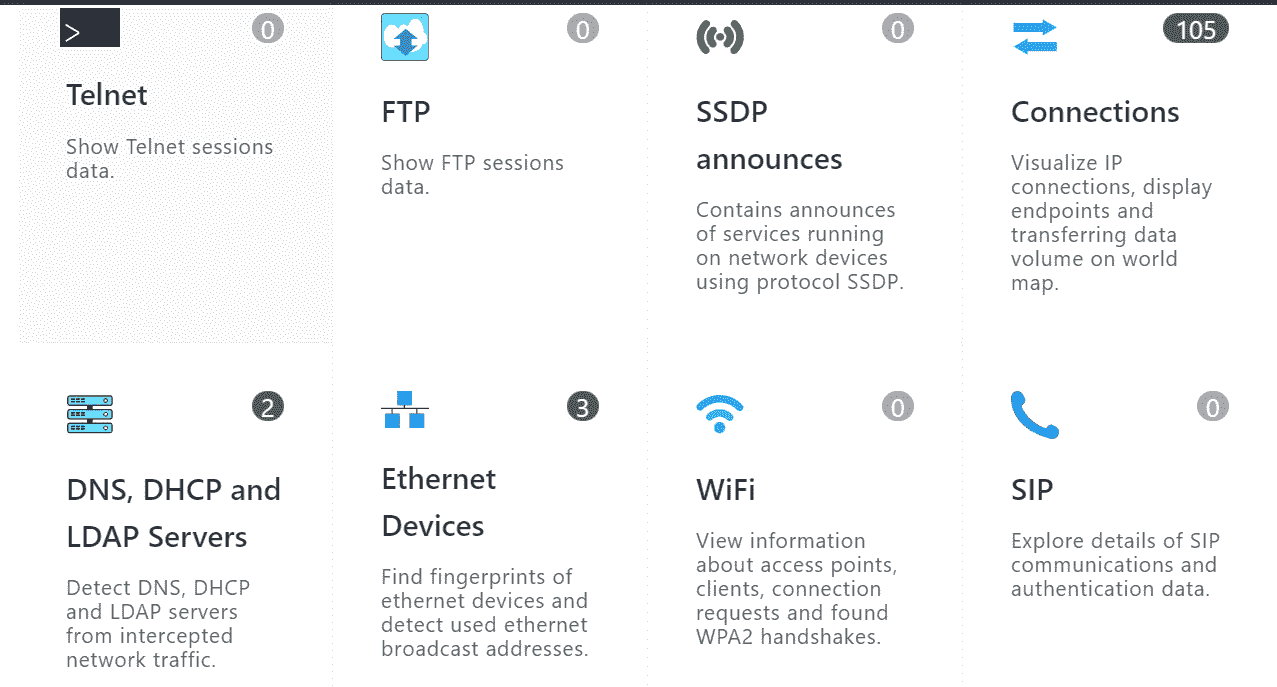 >
0
Telnet
Show Telnet sessions
data.
0
FTP
Show FTP sessions
data.
0
SSDP
announces
Contains announces
of services running
on network devices
using protocol SSDP.
105
Connections
Visualize IP
connections, display
endpoints and
transferring data
volume on world
map.
2
DNS, DHCP and
LDAP Servers
Detect DNS, DHCP
and LDAP servers
from intercepted
network traffic.
3
Ethernet
Devices
Find fingerprints of
ethernet devices and
detect used ethernet
broadcast addresses.
0
WiFi
View information
about access points,
clients, connection
requests and found
WPA2 handshakes.
0
SIP
Explore details of SIP
communications and
authentication data.